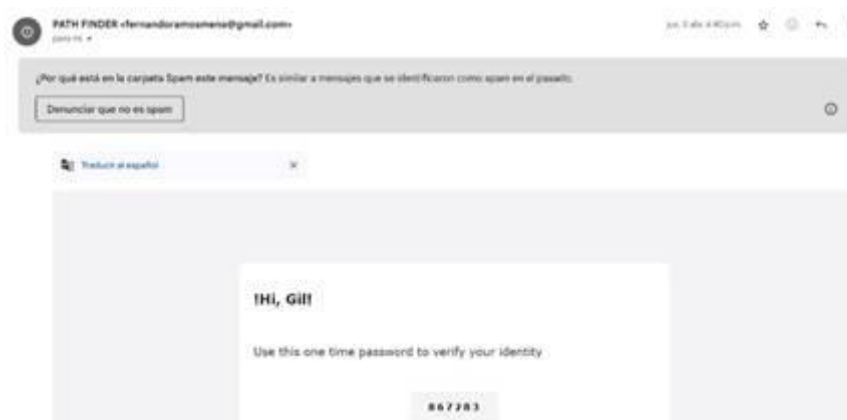 PATH FINDER <fernandoramosmena@gmail.com>
para mí
¿Por qué está en la carpeta Spam este mensaje? Es similar a mensajes que se identificaron como spam en el pasado.
Denunciar que no es spam
Traducir al español
!Hi, Gil!
Use this one time password to verify your identity
867283